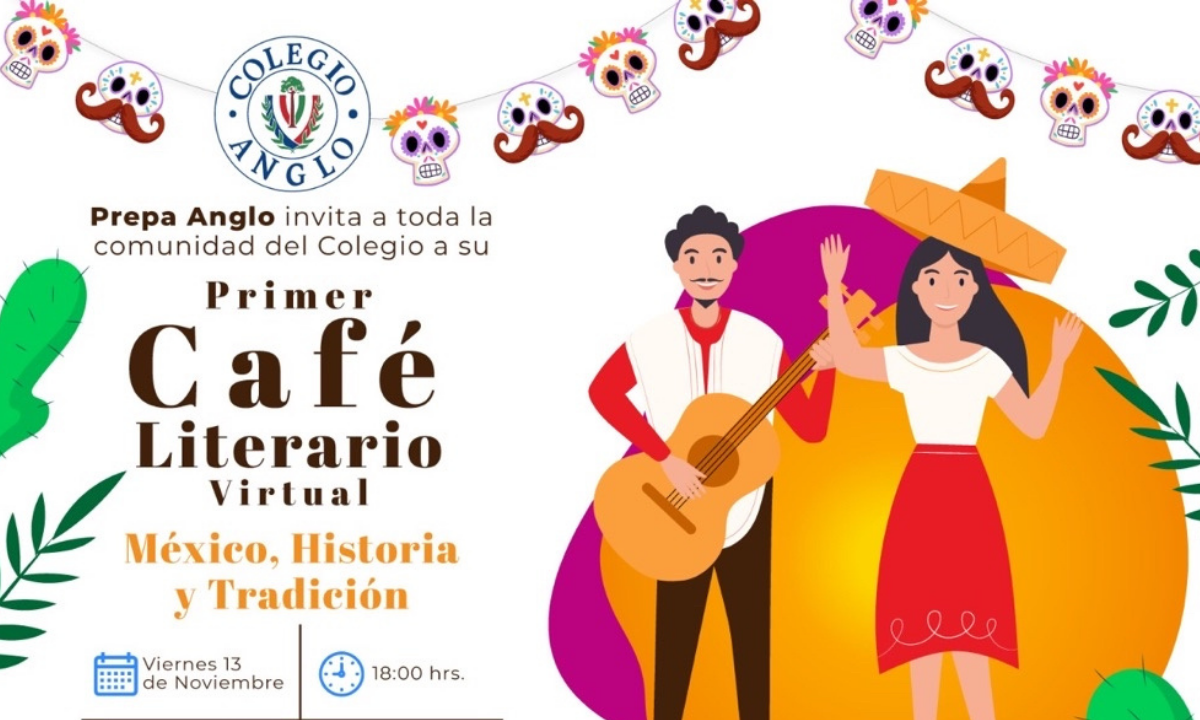 COLEGIO
ANGLO
Prepa Anglo invita a toda la
comunidad del Colegio a su
Primer
Café
Literario
Virtual
México, Historia
y Tradición
Viernes 13
de Noviembre
18:00 hrs.